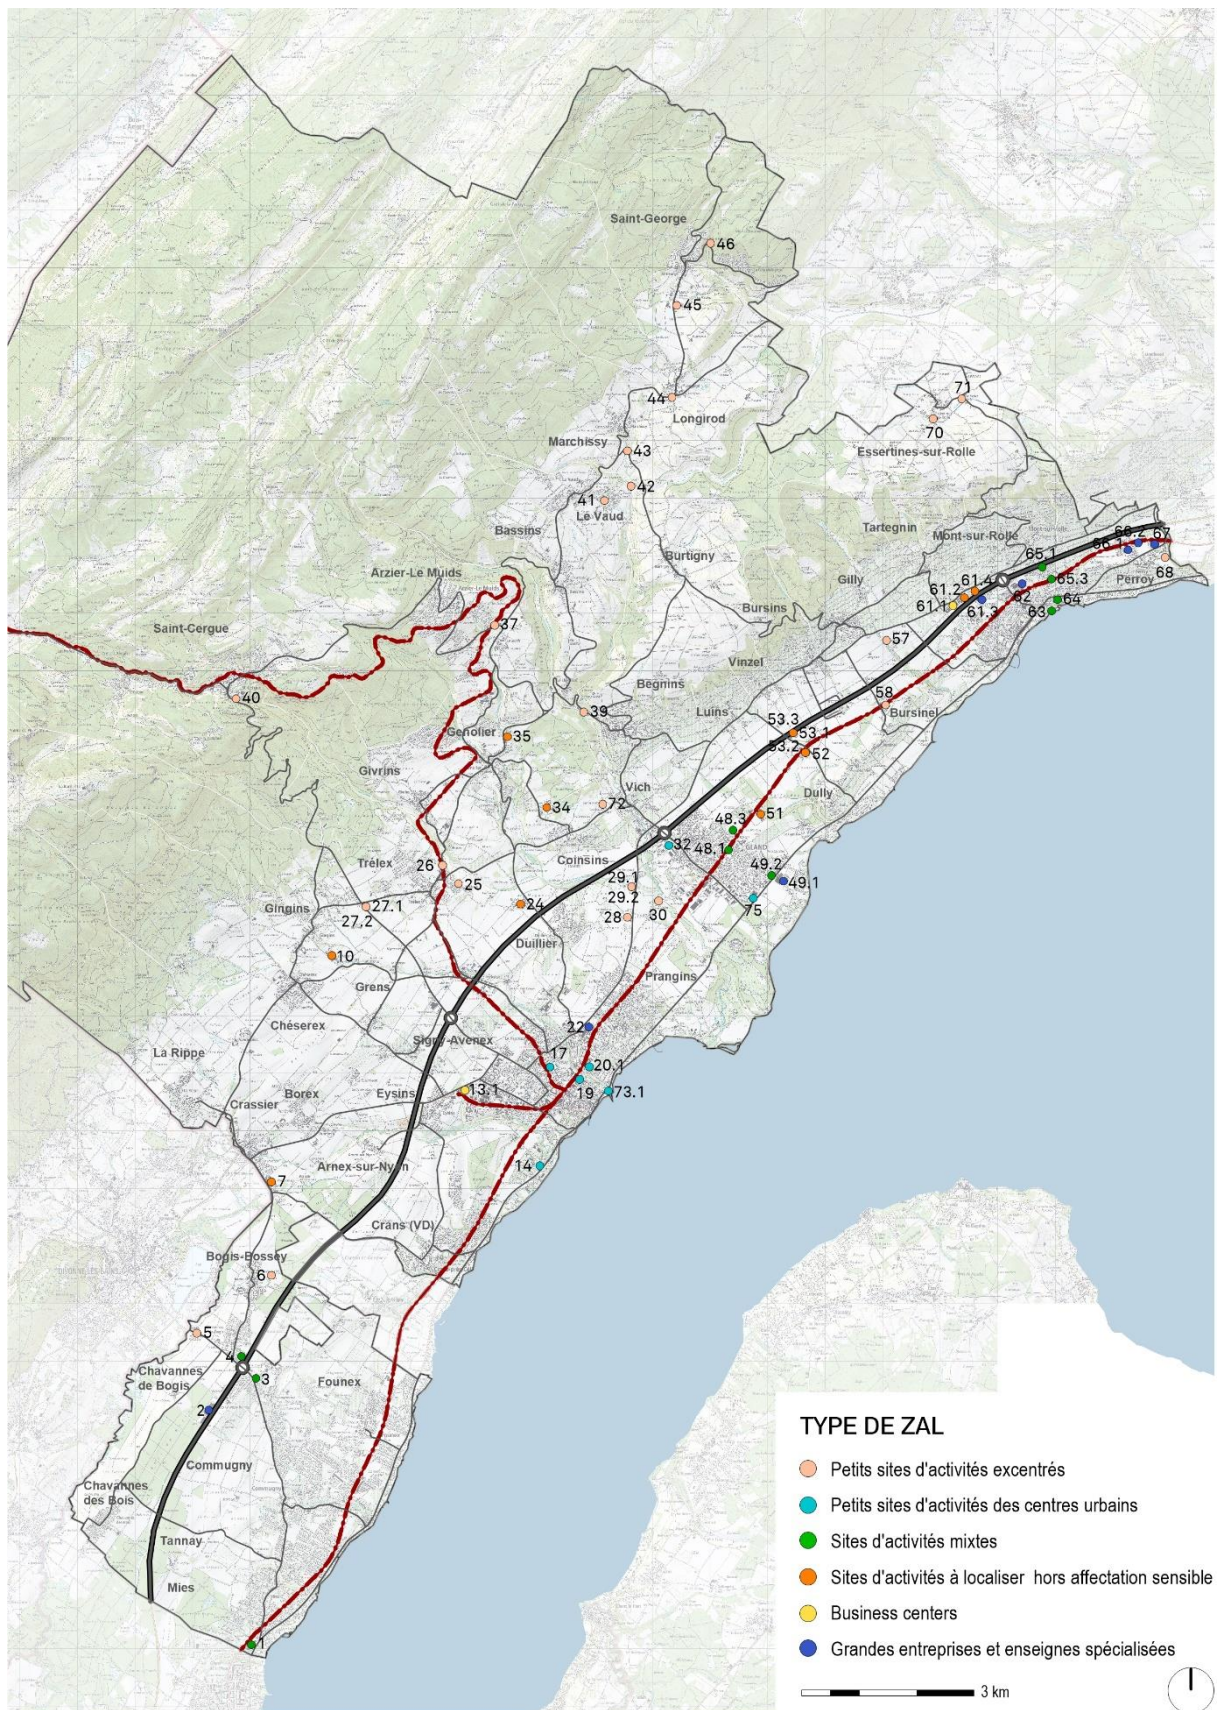 Saint-George
46
45
44
Longirod
71
70
Essertines-sur-Rolle
Marchissy
43
42
41
Le Vaud
Bassins
Tartegnin
Mont-sur-Rolle
66.2
67
66.1
65.1
68
Burtigny
Arzier-Le Muids
Gilly
61.4
61.2
65.3
Perroy
62
61.1
61.3
64
63
Bursins
Saint-Cergue
37
57
Vinzel
Begnins
40
39
Luins
58
Bursinel
53.3
53.1
53.2
52
Genolier
35
Givrins
Vich
Dully
34
72
51
48.3
GLAND
32
48.1
Coinsins
Trélex
26
25
29.1
29.2
49.2
49.1
75
30
24
28
Gingins
27.1
27.2
Duillier
10
Prangins
Grens
Chéserex
22
Signy-Avenex
La Rippe
17
20.1
19
73.1
13.1
Eysins
Borex
Crassier
14
Arnex-sur-Nyon
7
Crans (VD)
Bogis-Bossey
6
5
4
3
Chavannes
de Bogis
Founex
2
Commugny
Chavannes
des Bois
Tannay
Mies
1
TYPE DE ZAL
Petits sites d'activités excentrés
Petits sites d'activités des centres urbains
Sites d'activités mixtes
Sites d'activités à localiser hors affectation sensible
Business centers
Grandes entreprises et enseignes spécialisées
3 km